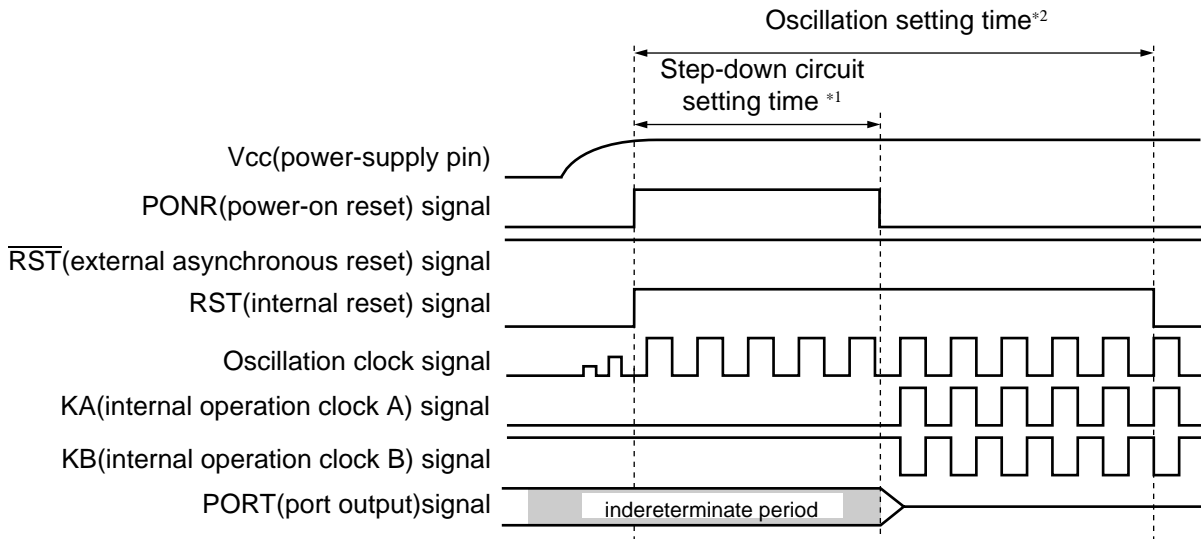 Oscillation setting time*2
Step-down circuit
setting time *1
Vcc(power-supply pin)
PONR(power-on reset) signal
RST(external asynchronous reset) signal
RST(internal reset) signal
Oscillation clock signal
KA(internal operation clock A) signal
KB(internal operation clock B) signal
PORT(port output)signal
indereterminate period